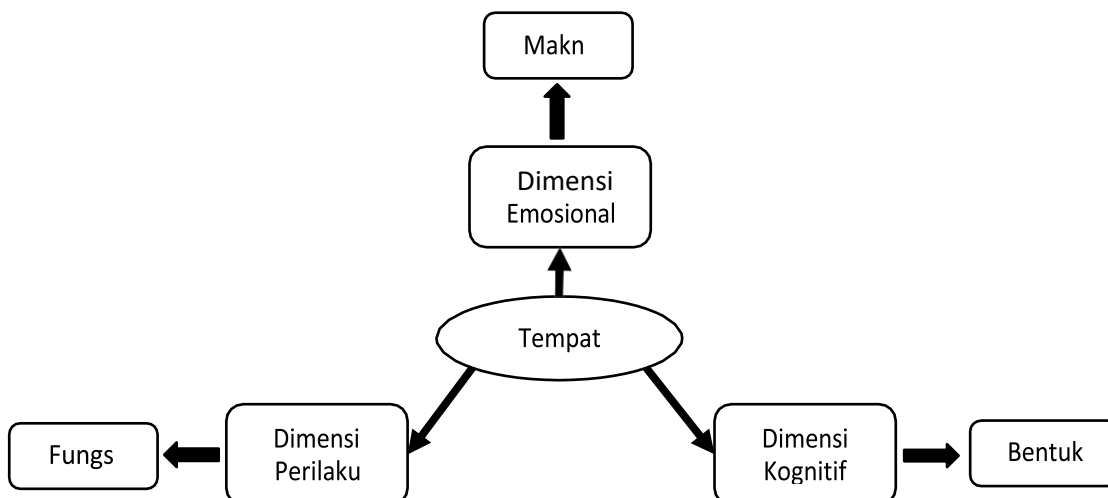 Makn
Dimensi
Emosional
Tempat
Fungs
Dimensi
Perilaku
Dimensi
Kognitif
Bentuk